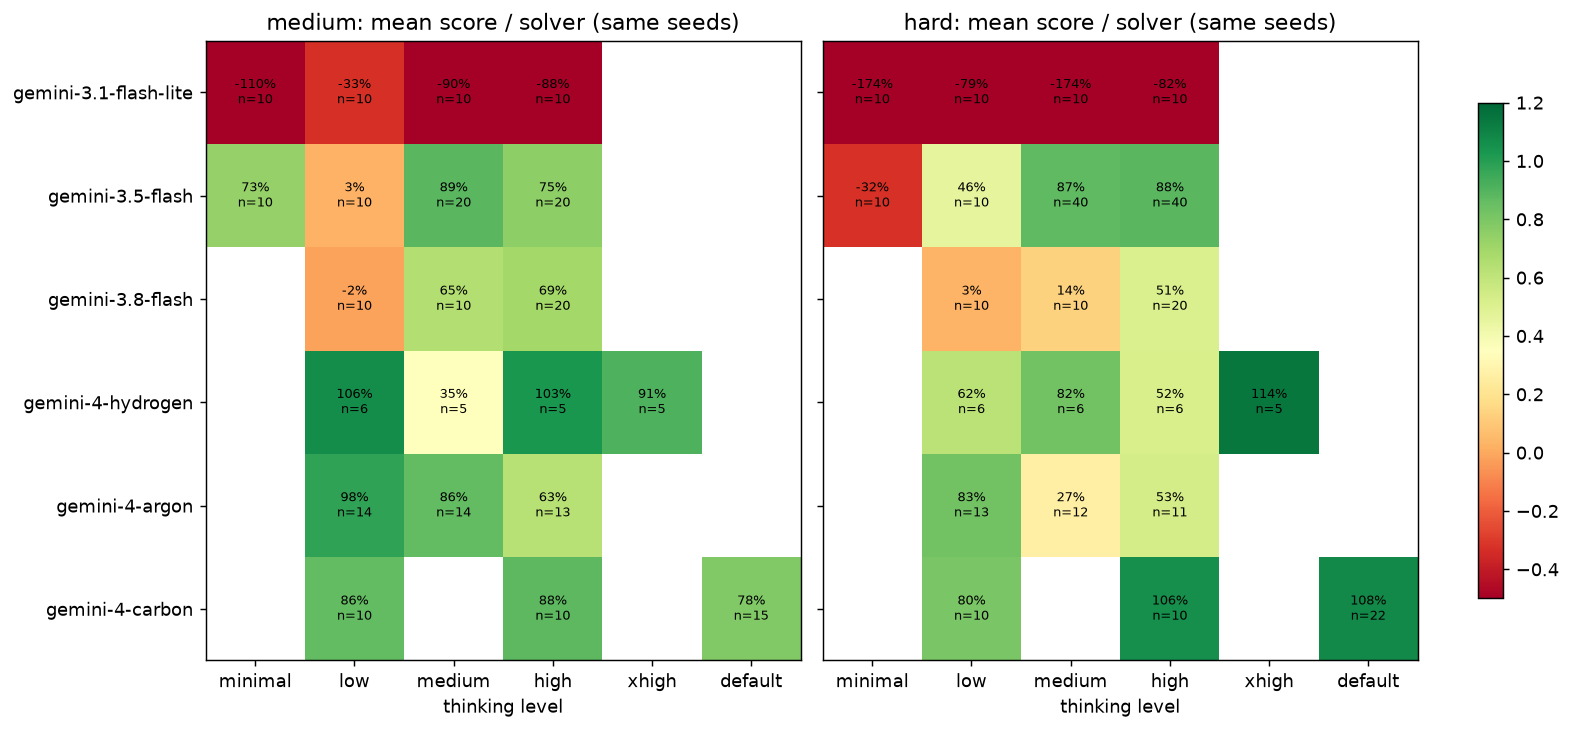 medium: mean score / solver (same seeds)
hard: mean score / solver (same seeds)
gemini-3.1-flash-lite
-110%
n=10
-33%
n=10
-90%
n=10
-88%
n=10
-174%
n=10
-79%
n=10
-174%
n=10
-82%
n=10
gemini-3.5-flash
73%
n=10
3%
n=10
89%
n=20
75%
n=20
-32%
n=10
46%
n=10
87%
n=40
88%
n=40
gemini-3.8-flash
-2%
n=10
65%
n=10
69%
n=20
3%
n=10
14%
n=10
51%
n=20
gemini-4-hydrogen
106%
n=6
35%
n=5
103%
n=5
91%
n=5
62%
n=6
82%
n=6
52%
n=6
114%
n=5
gemini-4-argon
98%
n=14
86%
n=14
63%
n=13
83%
n=13
27%
n=12
53%
n=11
gemini-4-carbon
86%
n=10
88%
n=10
78%
n=15
80%
n=10
106%
n=10
108%
n=22
minimal
low
medium
high
xhigh
default
thinking level
minimal
low
medium
high
xhigh
default
thinking level
1.2
1.0
0.8
0.6
0.4
0.2
0.0
−0.2
−0.4